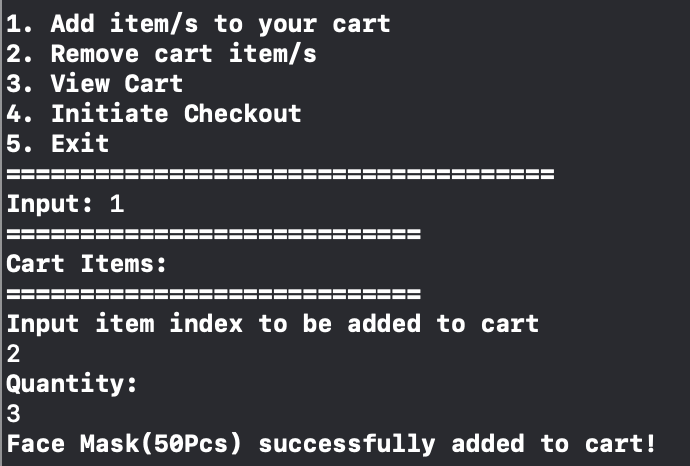 1. Add item/s to your cart
2. Remove cart item/s
3. View Cart
4. Initiate Checkout
5. Exit
=====================================
Input: 1
============================
Cart Items:
============================
Input item index to be added to cart
2
Quantity:
3
Face Mask(50Pcs) successfully added to cart!